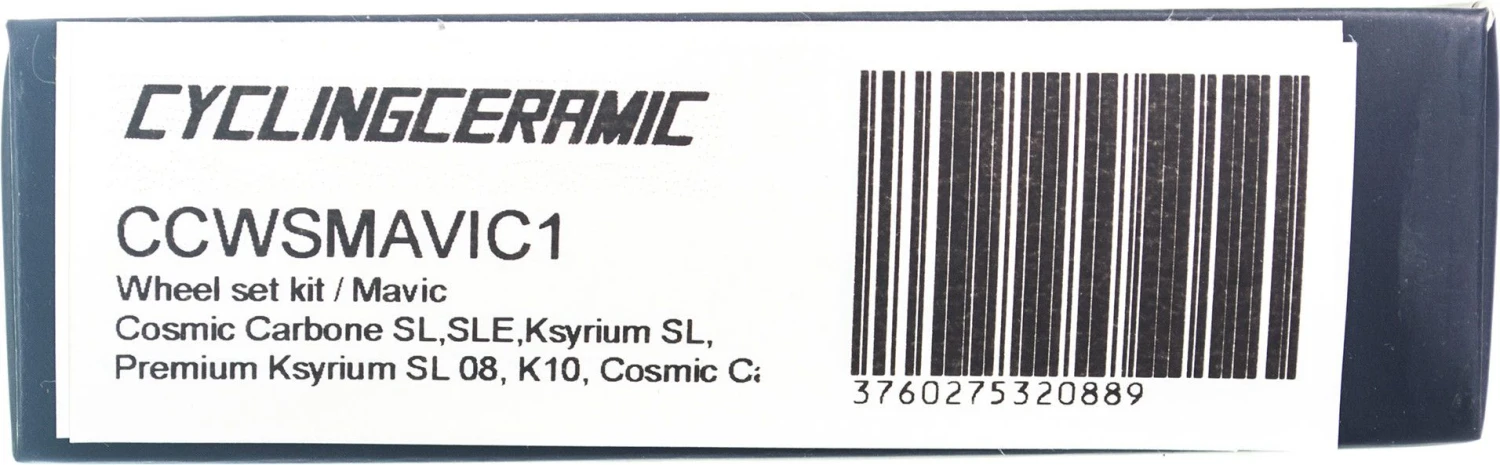 CYCLINGCERAMIC
CCWSMAVIC1
Wheel set kit / Mavic
Cosmic Carbone SL,SLE,Ksyrium SL,
Premium Ksyrium SL 08, K10, Cosmic
3760275320889